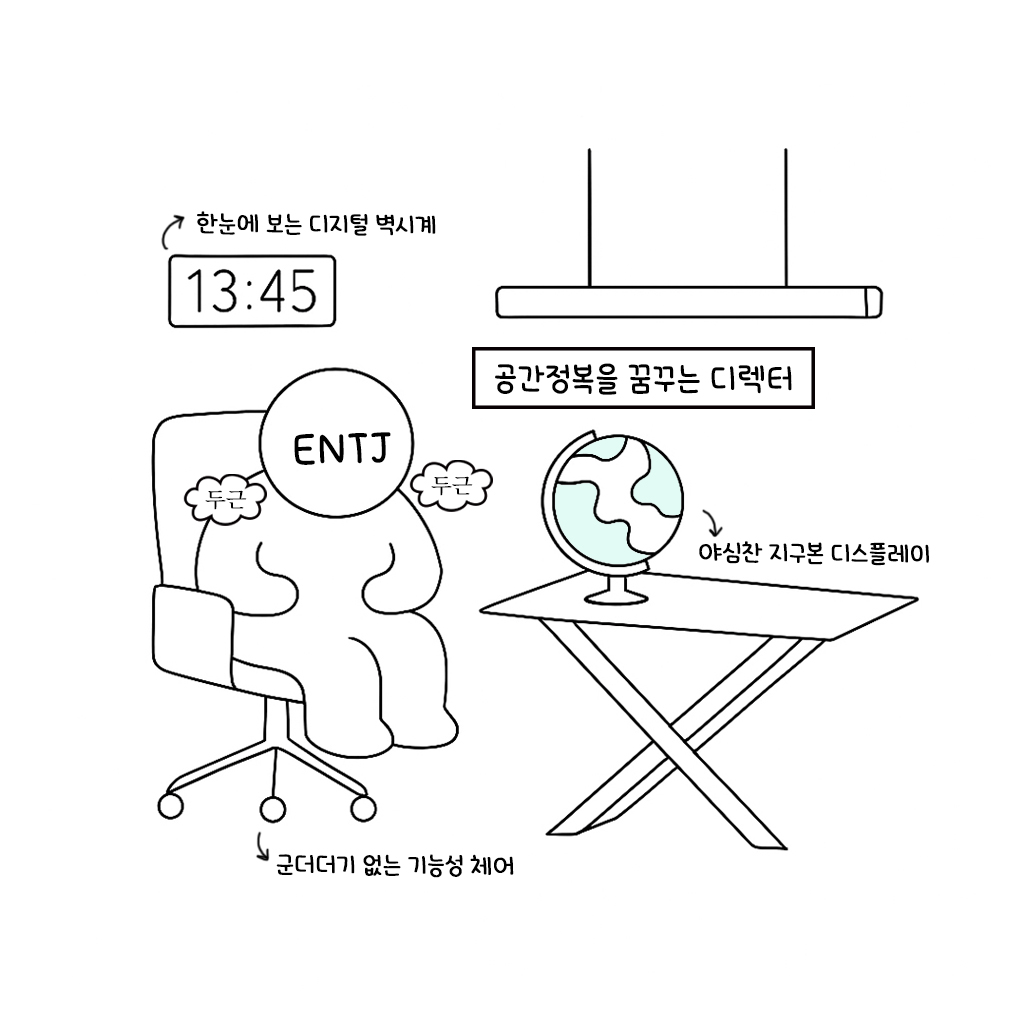 한눈에 보는 디지털 벽시계
13:45
공간정복을 꿈꾸는 디렉터
ENTJ
두근
두근
야심찬 지구본 디스플레이
군더더기 없는 기능성 체어